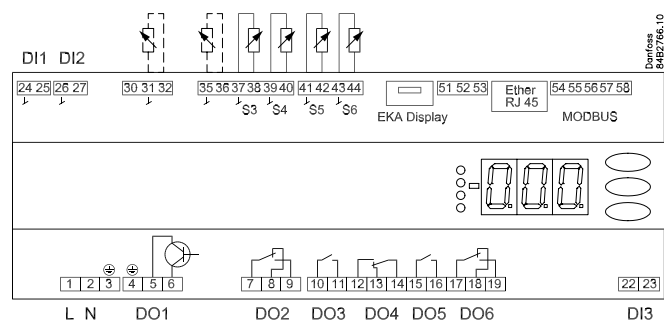 Danfoss
84B2766.10
DI1 DI2
24 25 26 27 30 31 32 35 36 37 38 39 40 41 42 43 44 51 52 53 54 55 56 57 58
S3 S4 S5 S6
EKA Display
Ether
RJ 45
MODBUS
0.0.0.
1 2 3 4 5 6 7 8 9 10 11 12 13 14 15 16 17 18 19 22 23
L N DO1 DO2 DO3 DO4 DO5 DO6 DI3